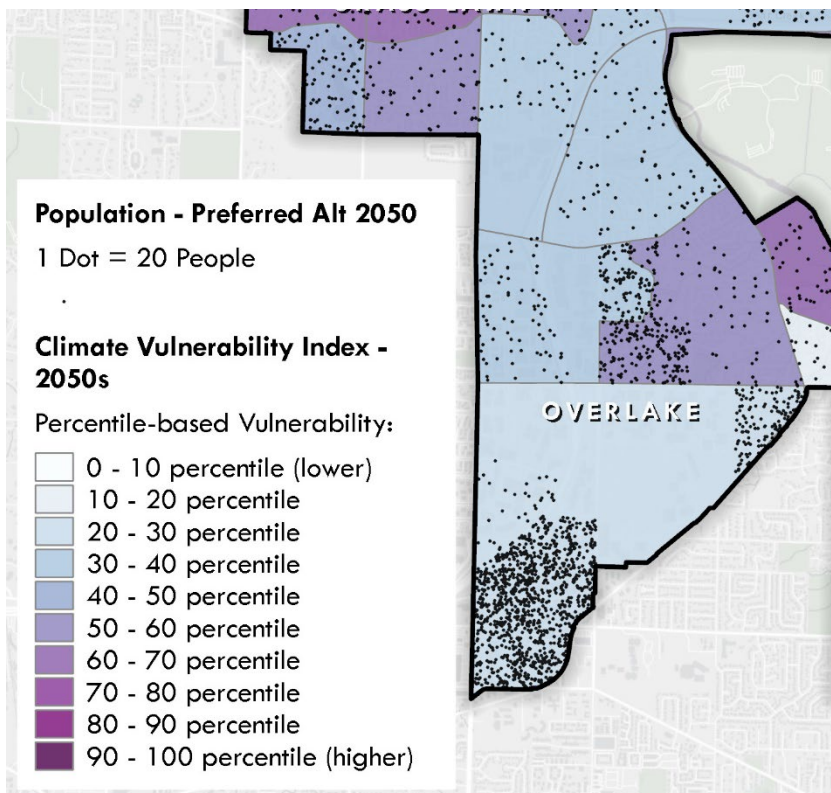 Population - Preferred Alt 2050
1 Dot = 20 People
Climate Vulnerability Index -
2050s
Percentile-based Vulnerability:
0 - 10 percentile (lower)
10 - 20 percentile
20 - 30 percentile
30 - 40 percentile
40 - 50 percentile
50 - 60 percentile
60 - 70 percentile
70 - 80 percentile
80 - 90 percentile
90 - 100 percentile (higher)
OVERLAKE